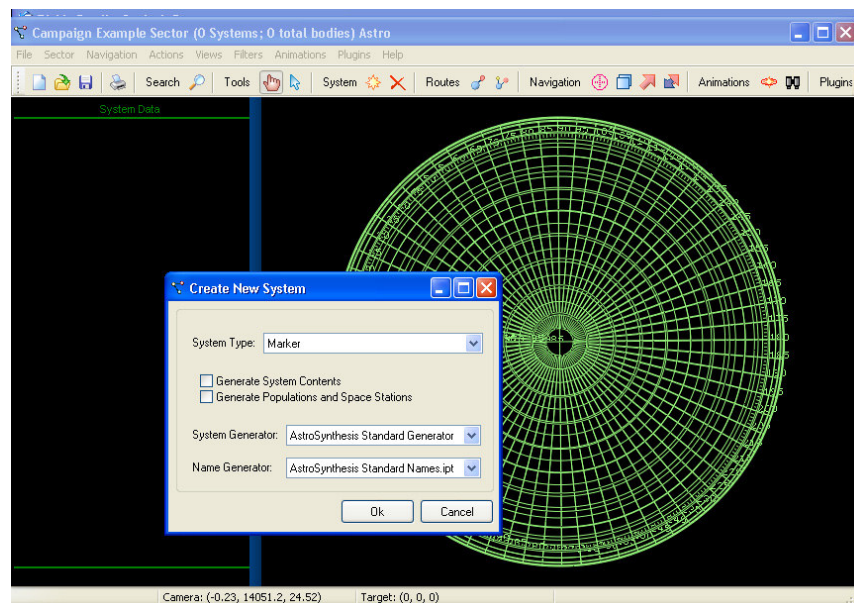 Campaign Example Sector (0 Systems; 0 total bodies) Astro
File Sector Navigation Actions Views Filters Animations Plugins Help
Search Tools System Routes Navigation Animations Plugins
System Data
Create New System
System Type: Marker
Generate System Contents
Generate Populations and Space Stations
System Generator: AstroSynthesis Standard Generator
Name Generator: AstroSynthesis Standard Names.ipt
Ok Cancel
Camera: (-0.23, 14051.2, 24.52) Target: (0, 0, 0)